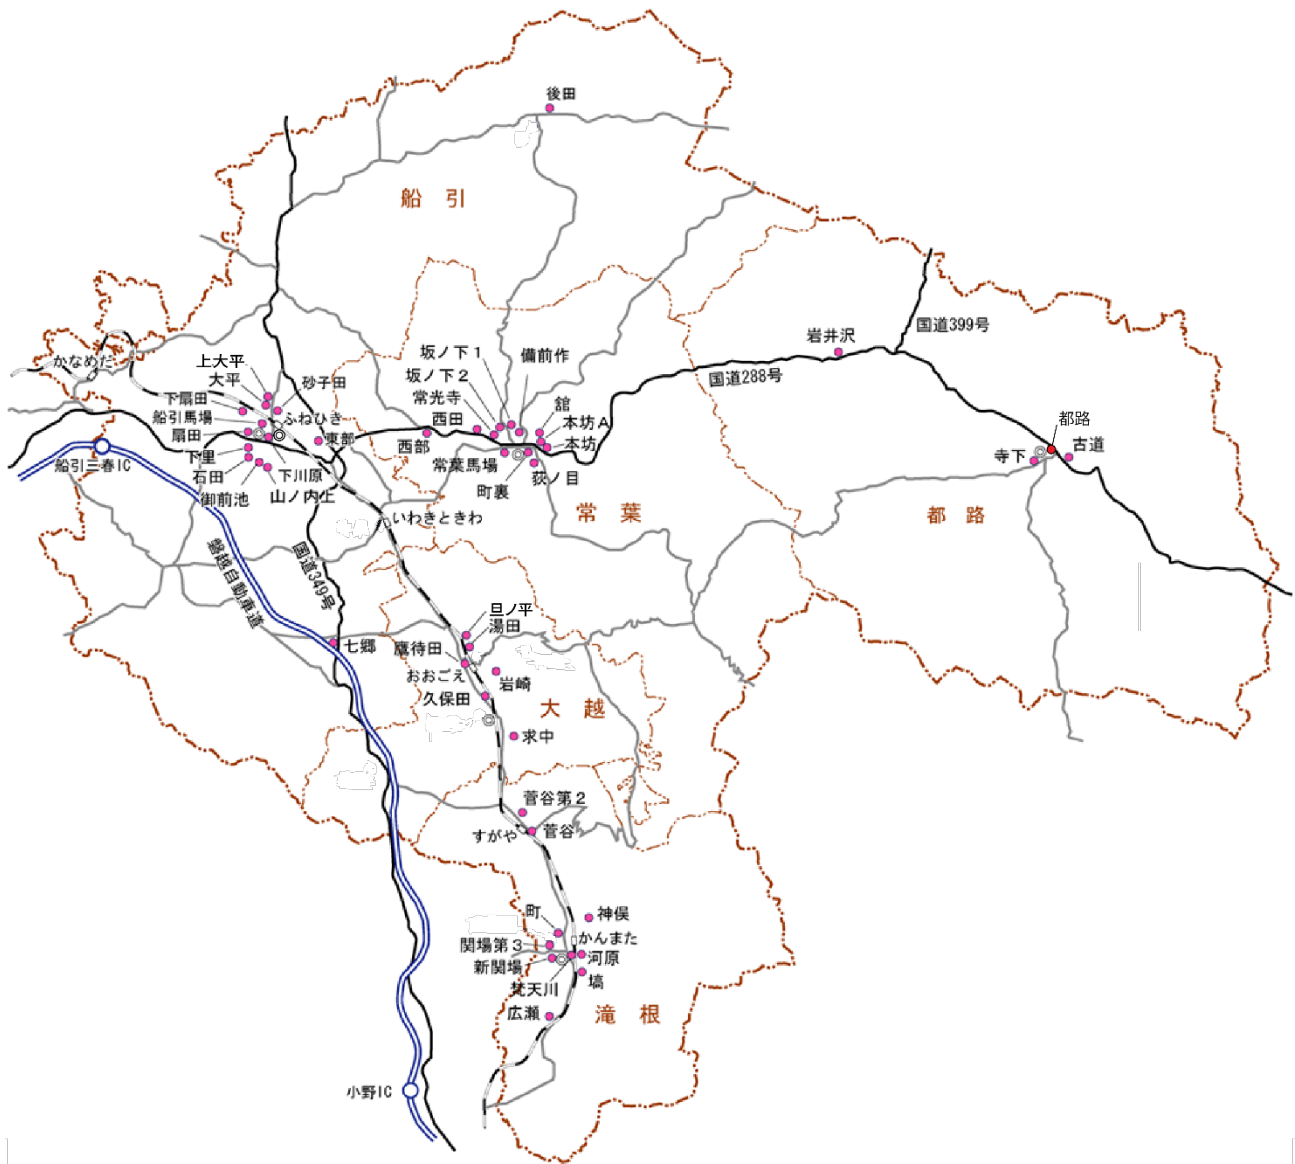 後田
船 引
国道399号
岩井沢
国道288号
かなめだ
上大平
大平
砂子田
下扇田
船引馬場
ふねひき
扇田
東部
下里
石田
下川原
御前池
山ノ内上
船引三春IC
坂ノ下1
備前作
坂ノ下2
常光寺
舘
西田
本坊A
西部
本坊
常葉馬場
荻ノ目
町裏
常 葉
都路
古道
寺下
都 路
いわきときわ
磐越自動車道
国道349号
七郷
旦ノ平
湯田
鷹待田
おおごえ
岩崎
久保田
大 越
求中
菅谷第2
すがや
菅谷
町
神俣
関場第3
かんまた
新関場
河原
梵天川
塙
広瀬
滝 根
小野IC